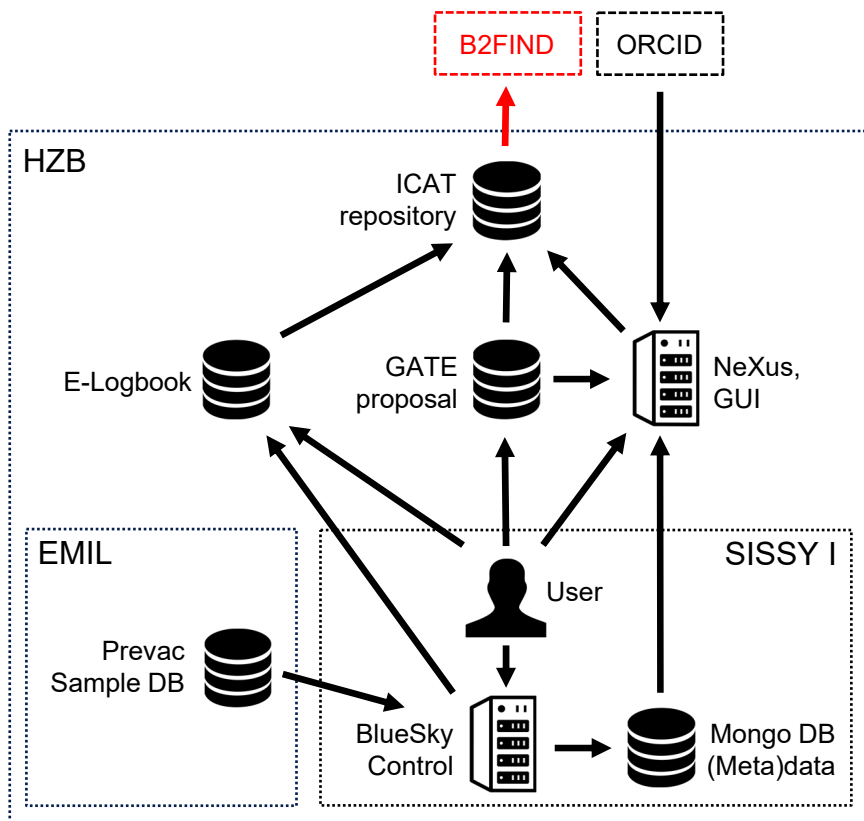 B2FIND
ORCID
HZB
ICAT
repository
E-Logbook
GATE
proposal
NeXus,
GUI
EMIL
SISSY I
User
Prevac
Sample DB
BlueSky
Control
Mongo DB
(Meta)data